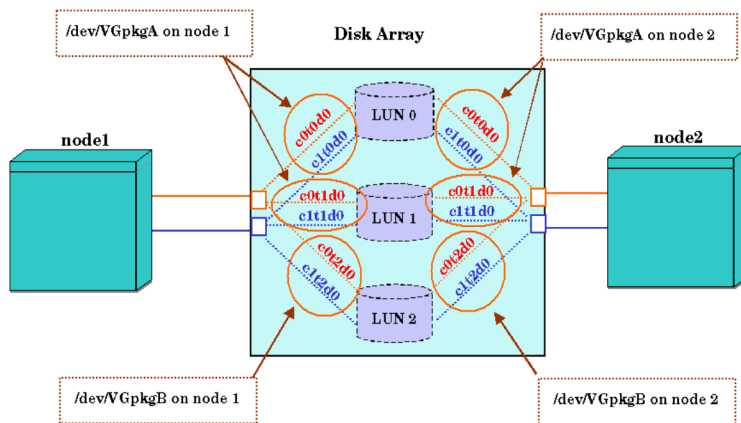 /dev/VGpkgA on node 1
Disk Array
/dev/VGpkgA on node 2
node1
node2
LUN 0
c0t0d0
c1t0d0
c0t0d0
c1t0d0
c0t1d0
c1t1d0
LUN 1
c0t1d0
c1t1d0
c0t2d0
c1t2d0
LUN 2
c0t2d0
c1t2d0
/dev/VGpkgB on node 1
/dev/VGpkgB on node 2